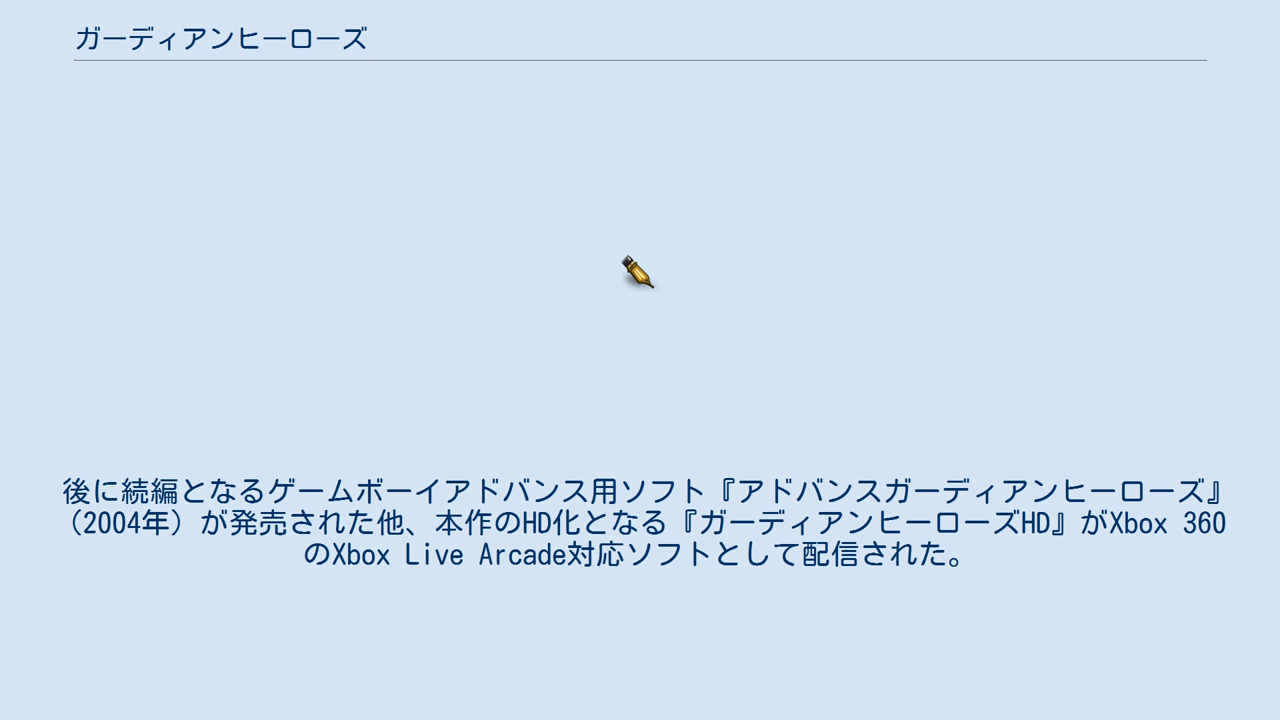 ガーディアンヒーローズ
後に続編となるゲームボーイアドバンス用ソフト『アドバンスガーディアンヒーローズ』
（2004年）が発売された他、本作のHD化となる『ガーディアンヒーローズHD』がXbox 360
のXbox Live Arcade対応ソフトとして配信された。